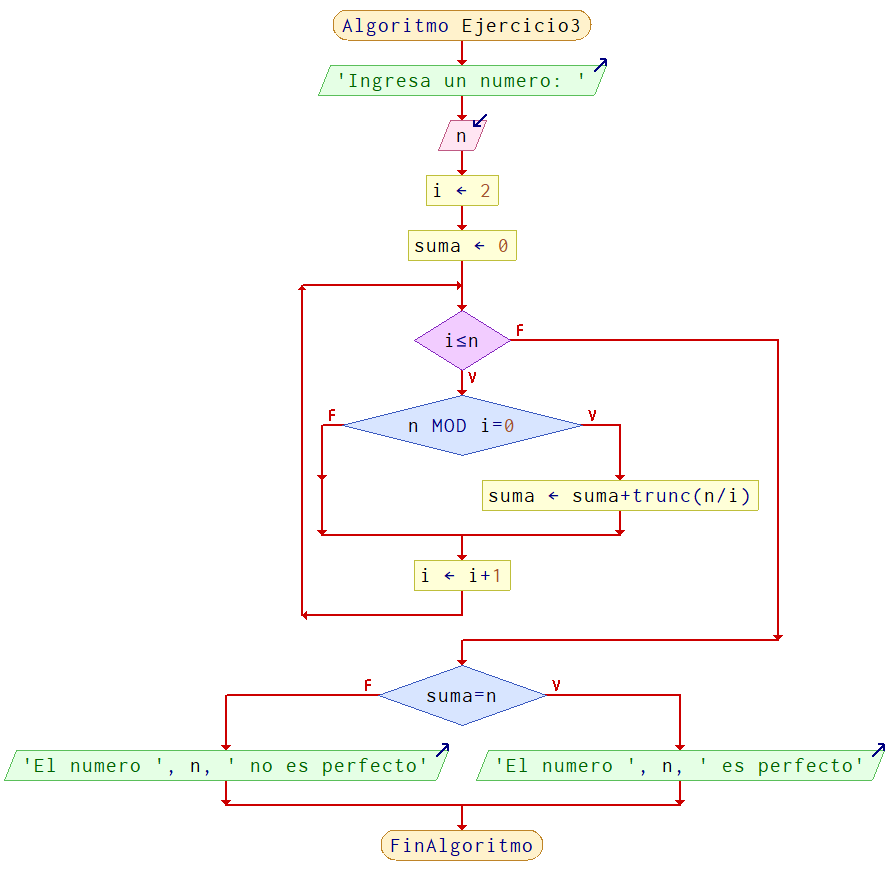 Algoritmo Ejercicio3
'Ingresa un numero: '
n
i ← 2
suma ← 0
i≤n
F
V
n MOD i=0
F
V
suma ← suma+trunc(n/i)
i ← i+1
suma=n
F
V
'El numero ', n, ' no es perfecto'
'El numero ', n, ' es perfecto'
FinAlgoritmo